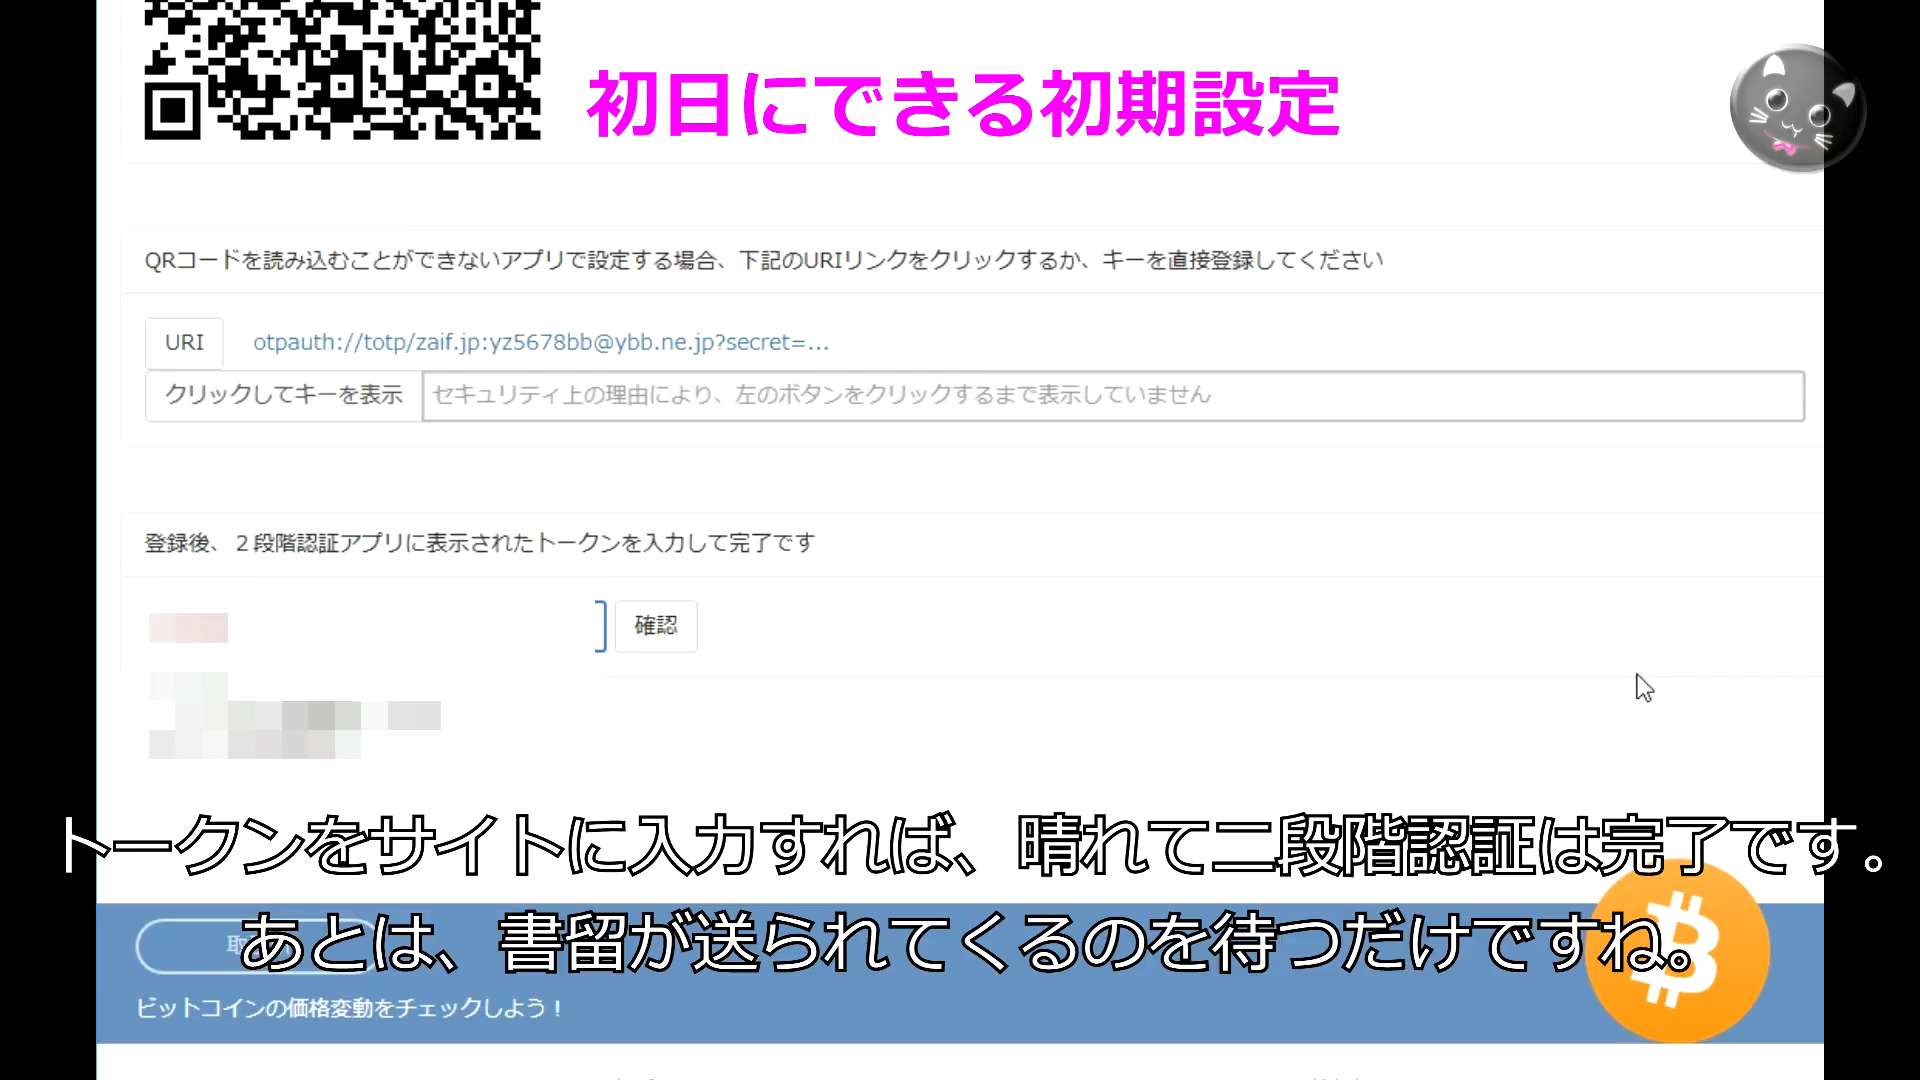 初日にできる初期設定
QRコードを読み込むことができないアプリで設定する場合、下記のURIリンクをクリックするか、キーを直接登録してください
URI otpauth://totp/zaif.jp:yz5678bb@ybb.ne.jp?secret=...
クリックしてキーを表示 セキュリティ上の理由により、左のボタンをクリックするまで表示していません
登録後、２段階認証アプリに表示されたトークンを入力して完了です
確認
トークンをサイトに入力すれば、晴れて二段階認証は完了です。
あとは、書留が送られてくるのを待つだけですね。
ビットコインの価格変動をチェックしよう！